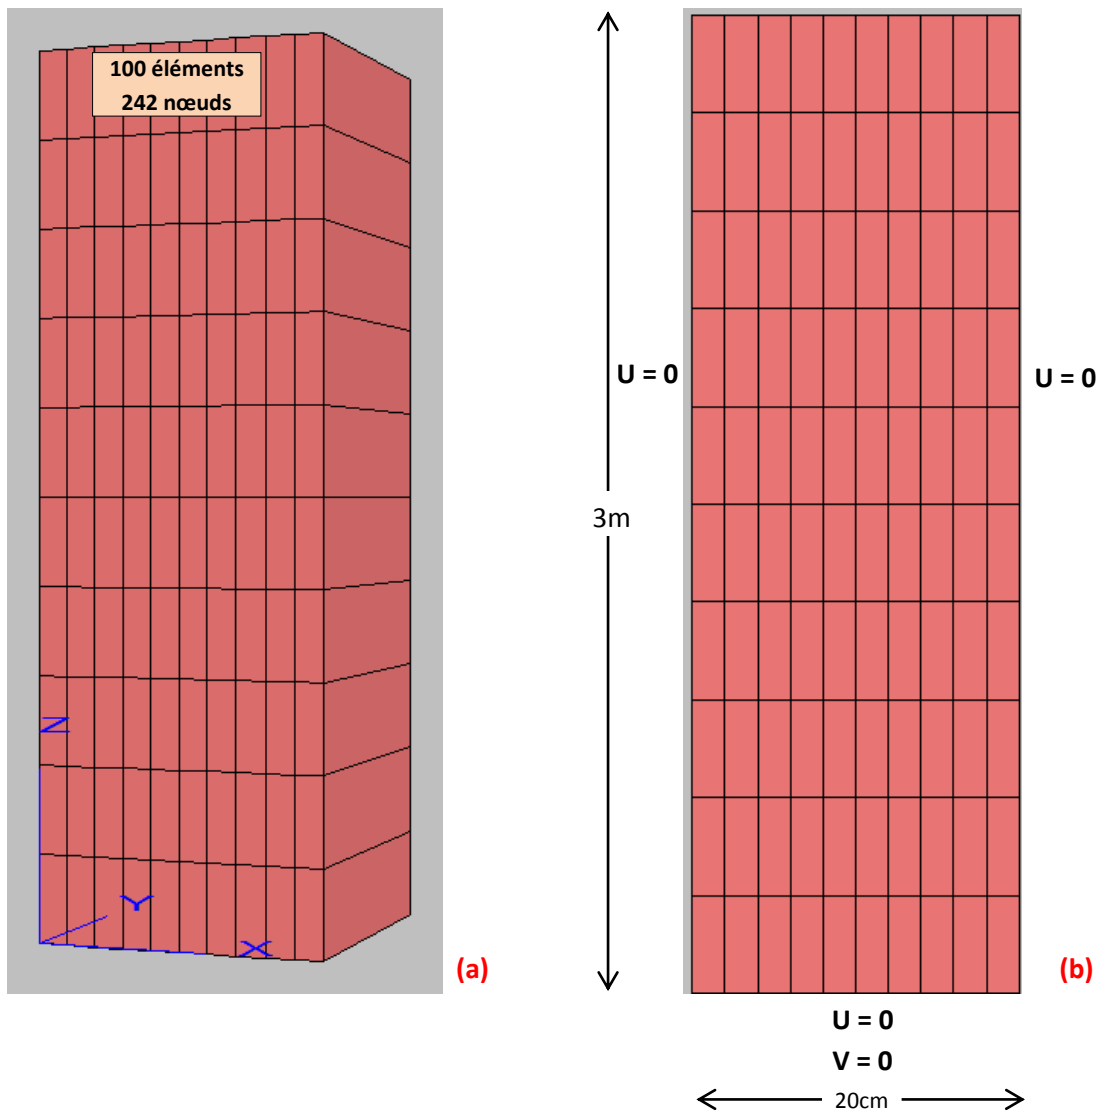 100 éléments
242 nœuds
Z
Y
X
(a)
3m
U = 0
U = 0
(b)
U = 0
V = 0
20cm